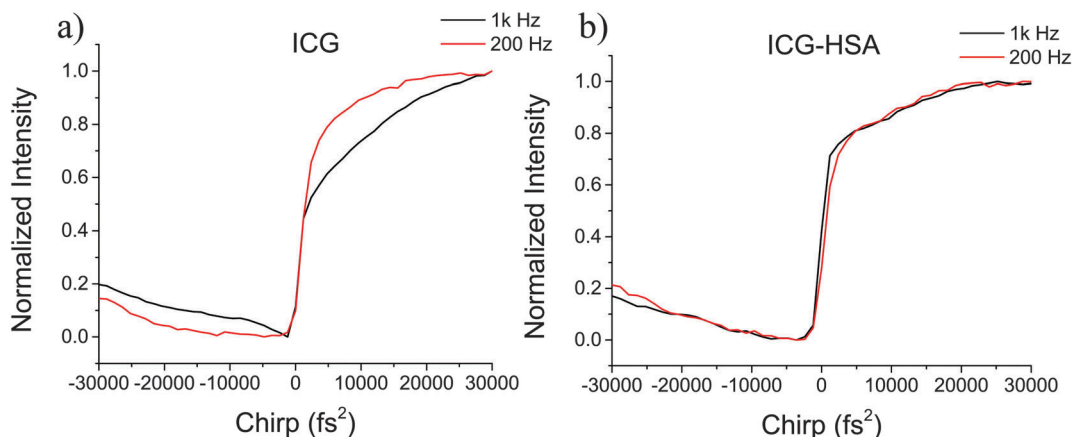 a)
ICG
1k Hz
200 Hz
Normalized Intensity
1.0
0.8
0.6
0.4
0.2
0.0
-30000 -20000 -10000 0 10000 20000 30000
Chirp (fs²)
b)
ICG-HSA
1k Hz
200 Hz
Normalized Intensity
1.0
0.8
0.6
0.4
0.2
0.0
-30000 -20000 -10000 0 10000 20000 30000
Chirp (fs²)